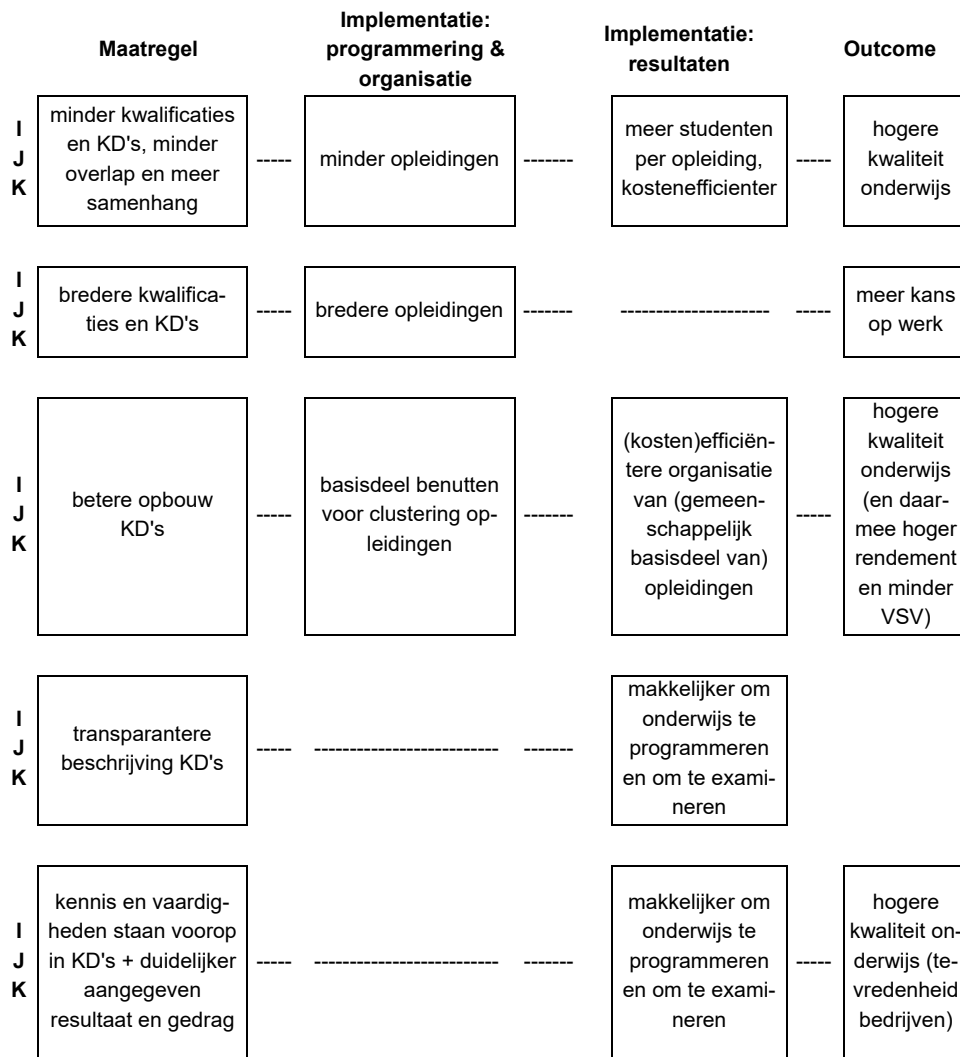 Maatregel
Implementatie:
programmering &
organisatie
Implementatie:
resultaten
Outcome
I
J
K
minder kwalificaties
en KD's, minder
overlap en meer
samenhang
-----
minder opleidingen
-------
meer studenten
per opleiding,
kostenefficienter
-----
hogere
kwaliteit
onderwijs
I
J
K
bredere kwalifica-
ties en KD's
-----
bredere opleidingen
-------
----------------------
-----
meer kans
op werk
I
J
K
betere opbouw
KD's
-----
basisdeel benutten
voor clustering op-
leidingen
-------
(kosten)efficiën-
tere organisatie
van (gemeen-
schappelijk
basisdeel van)
opleidingen
-----
hogere
kwaliteit
onderwijs
(en daar-
mee hoger
rendement
en minder
VSV)
I
J
K
transparantere
beschrijving KD's
-----
---------------------------
-------
makkelijker om
onderwijs te
programmeren
en om te exami-
neren
I
J
K
kennis en vaardig-
heden staan voorop
in KD's + duidelijker
aangegeven
resultaat en gedrag
-----
---------------------------
-------
makkelijker om
onderwijs te
programmeren
en om te exami-
neren
-----
hogere
kwaliteit on-
derwijs (te-
vredenheid
bedrijven)